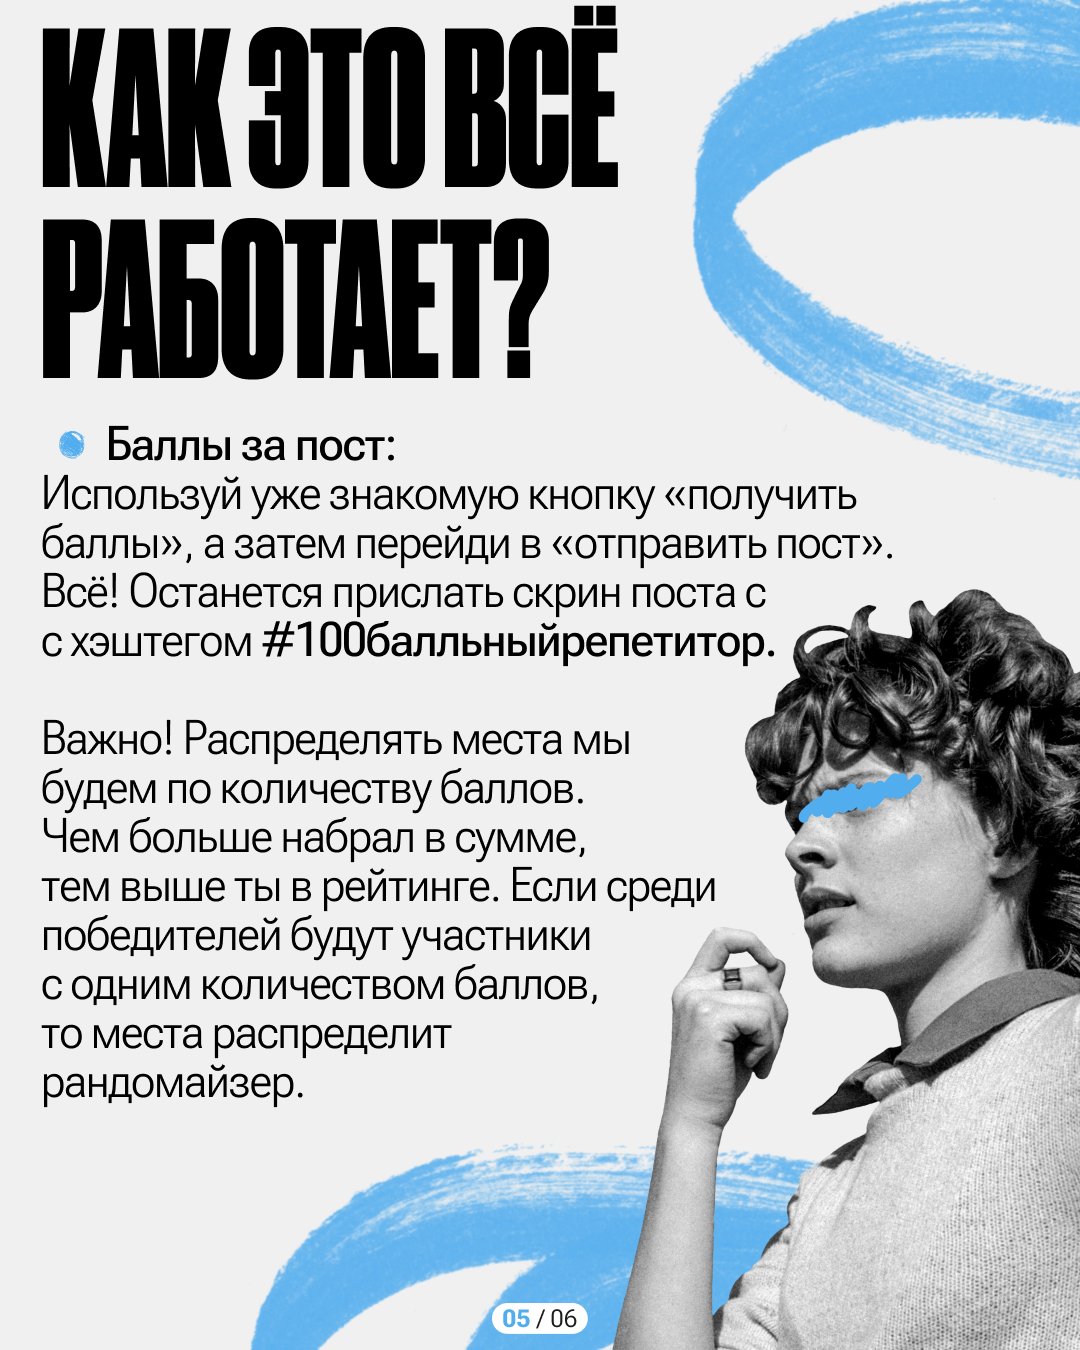 КАК ЭТО ВСЁ
РАБОТАЕТ?
Баллы за пост:
Используй уже знакомую кнопку «получить
баллы», а затем перейди в «отправить пост».
Всё! Останется прислать скрин поста с
с хэштегом #100балльныйрепетитор.
Важно! Распределять места мы
будем по количеству баллов.
Чем больше набрал в сумме,
тем выше ты в рейтинге. Если среди
победителей будут участники
с одним количеством баллов,
то места распределит
рандомайзер.
05 / 06